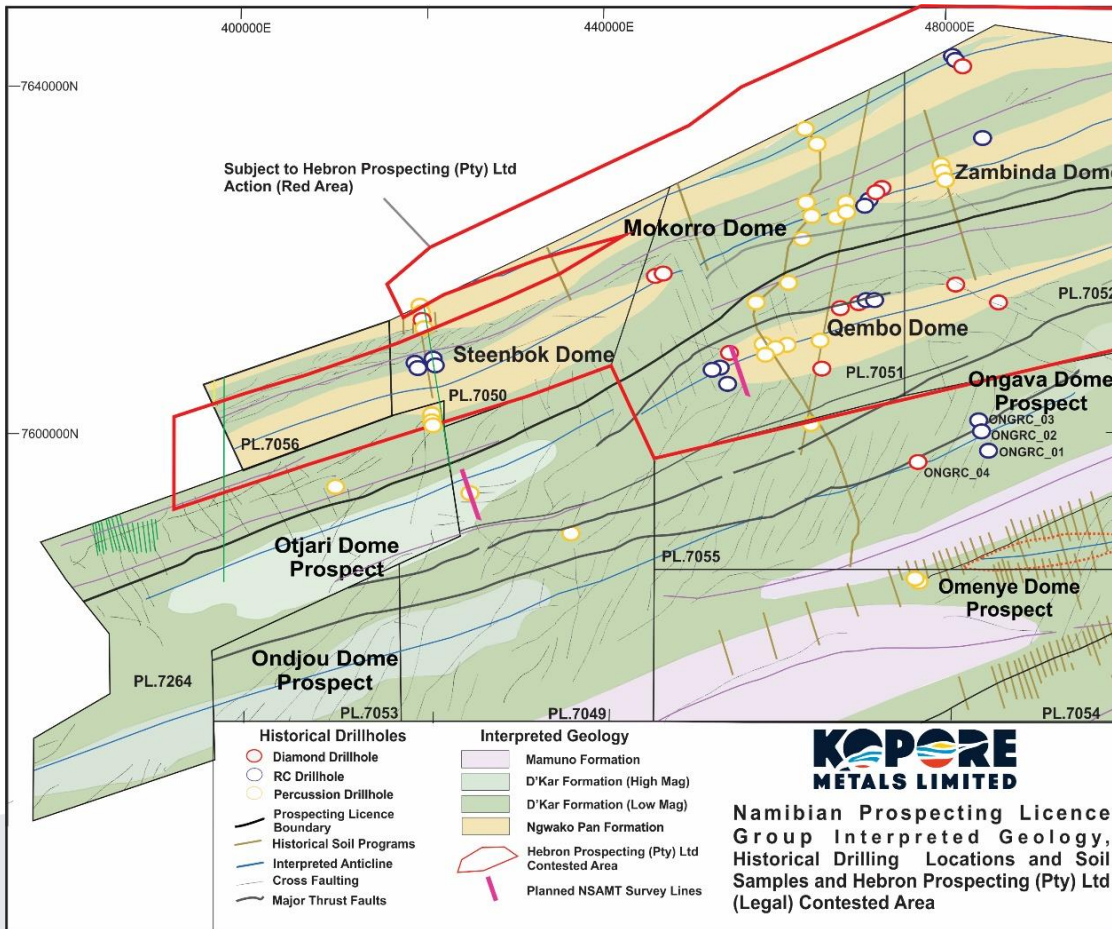 400000E
440000E
480000E
7640000N
Subject to Hebron Prospecting (Pty) Ltd
Action (Red Area)
Zambinda Dome
Mokorro Dome
PL.7052
Qembo Dome
Steenbok Dome
PL.7051
PL.7050
Ongava Dome
Prospect
ONGRC_03
ONGRC_02
ONGRC_01
ONGRC_04
7600000N
PL.7056
Otjari Dome
Prospect
PL.7055
Omenye Dome
Prospect
Ondjou Dome
Prospect
PL.7264
PL.7053
PL.7049
PL.7054
Historical Drillholes
Diamond Drillhole
RC Drillhole
Percussion Drillhole
Prospecting Licence
Boundary
Historical Soil Programs
Interpreted Anticline
Cross Faulting
Major Thrust Faults
Interpreted Geology
Mamuno Formation
D'Kar Formation (High Mag)
D'Kar Formation (Low Mag)
Ngwako Pan Formation
Hebron Prospecting (Pty) Ltd
Contested Area
Planned NSAMT Survey Lines
KOPORE
METALS LIMITED
Namibian Prospecting Licence
Group Interpreted Geology,
Historical Drilling Locations and Soil
Samples and Hebron Prospecting (Pty) Ltd
(Legal) Contested Area